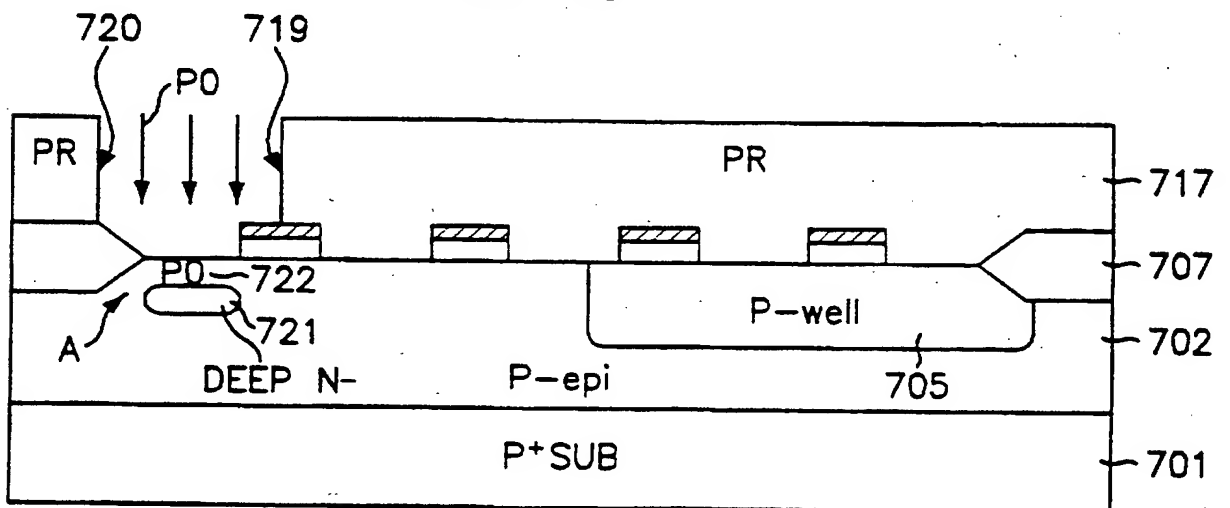 720
719
P0
PR
PR
717
P0
722
707
P-well
A
721
702
DEEP N-
P-epi
705
P+ SUB
701